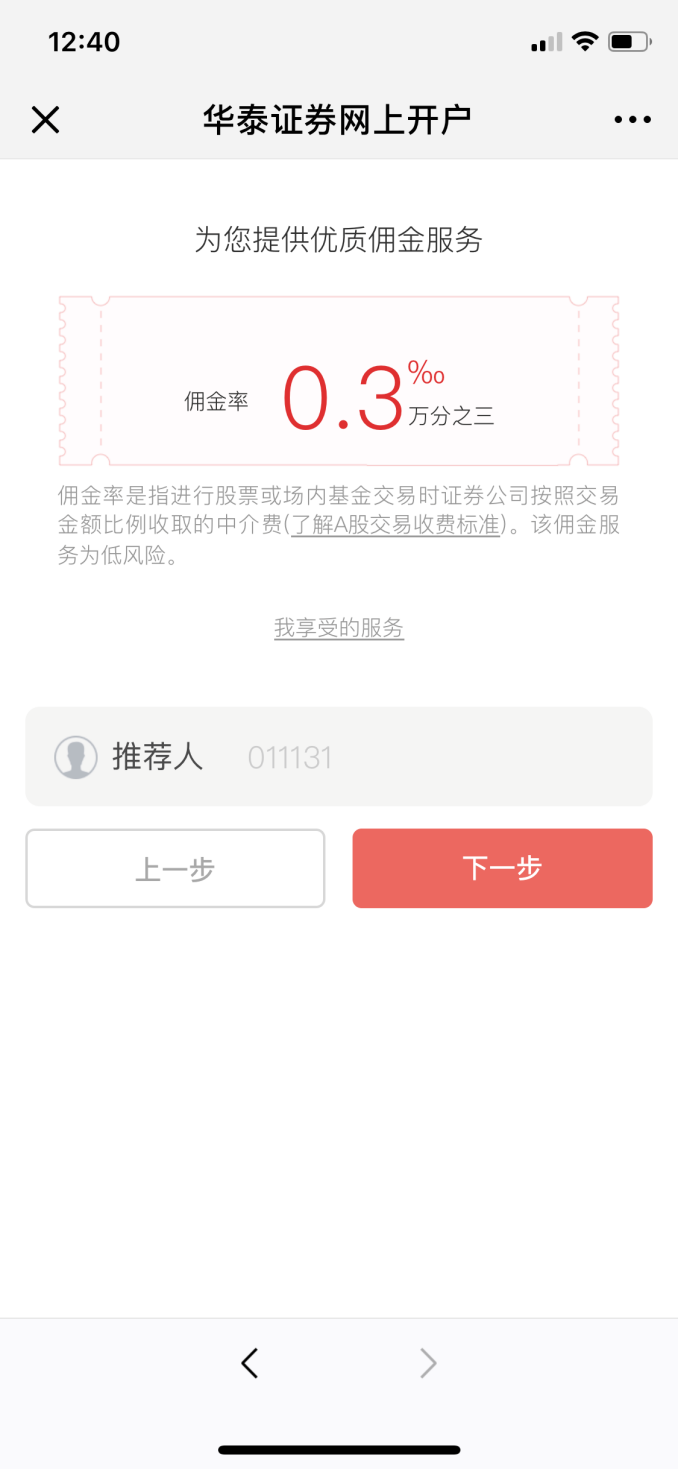 12:40
华泰证券网上开户
为您提供优质佣金服务
佣金率 0.3‰
万分之三
佣金率是指进行股票或场内基金交易时证券公司按照交易
金额比例收取的中介费(了解A股交易收费标准)。该佣金服
务为低风险。
我享受的服务
推荐人 011131
上一步 下一步